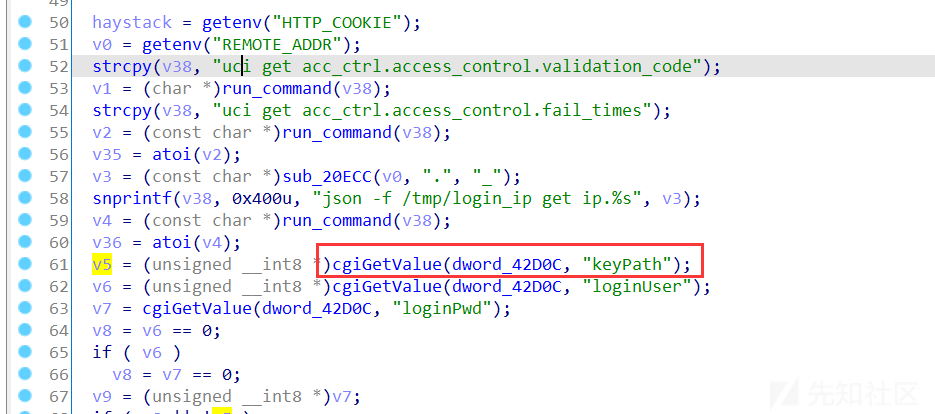 50 haystack = getenv("HTTP_COOKIE");
51 v0 = getenv("REMOTE_ADDR");
52 strcpy(v38, "uci get acc_ctrl.access_control.validation_code");
53 v1 = (char *)run_command(v38);
54 strcpy(v38, "uci get acc_ctrl.access_control.fail_times");
55 v2 = (const char *)run_command(v38);
56 v35 = atoi(v2);
57 v3 = (const char *)sub_20ECC(v0, ".", "_");
58 snprintf(v38, 0x400u, "json -f /tmp/login_ip get ip.%s", v3);
59 v4 = (const char *)run_command(v38);
60 v36 = atoi(v4);
61 v5 = (unsigned __int8 *)cgiGetValue(dword_42D0C, "keyPath");
62 v6 = (unsigned __int8 *)cgiGetValue(dword_42D0C, "loginUser");
63 v7 = cgiGetValue(dword_42D0C, "loginPwd");
64 v8 = v6 == 0;
65 if ( v6 )
66 v8 = v7 == 0;
67 v9 = (unsigned __int8 *)v7;
先知社区